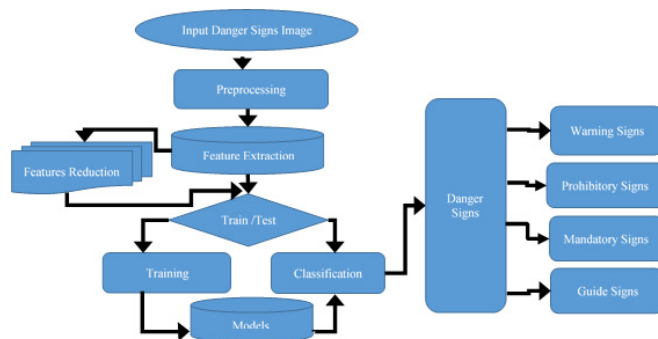 Input Danger Signs Image
Preprocessing
Feature Extraction
Features Reduction
Train /Test
Training
Classification
Models
Danger
Signs
Warning Signs
Prohibitory Signs
Mandatory Signs
Guide Signs